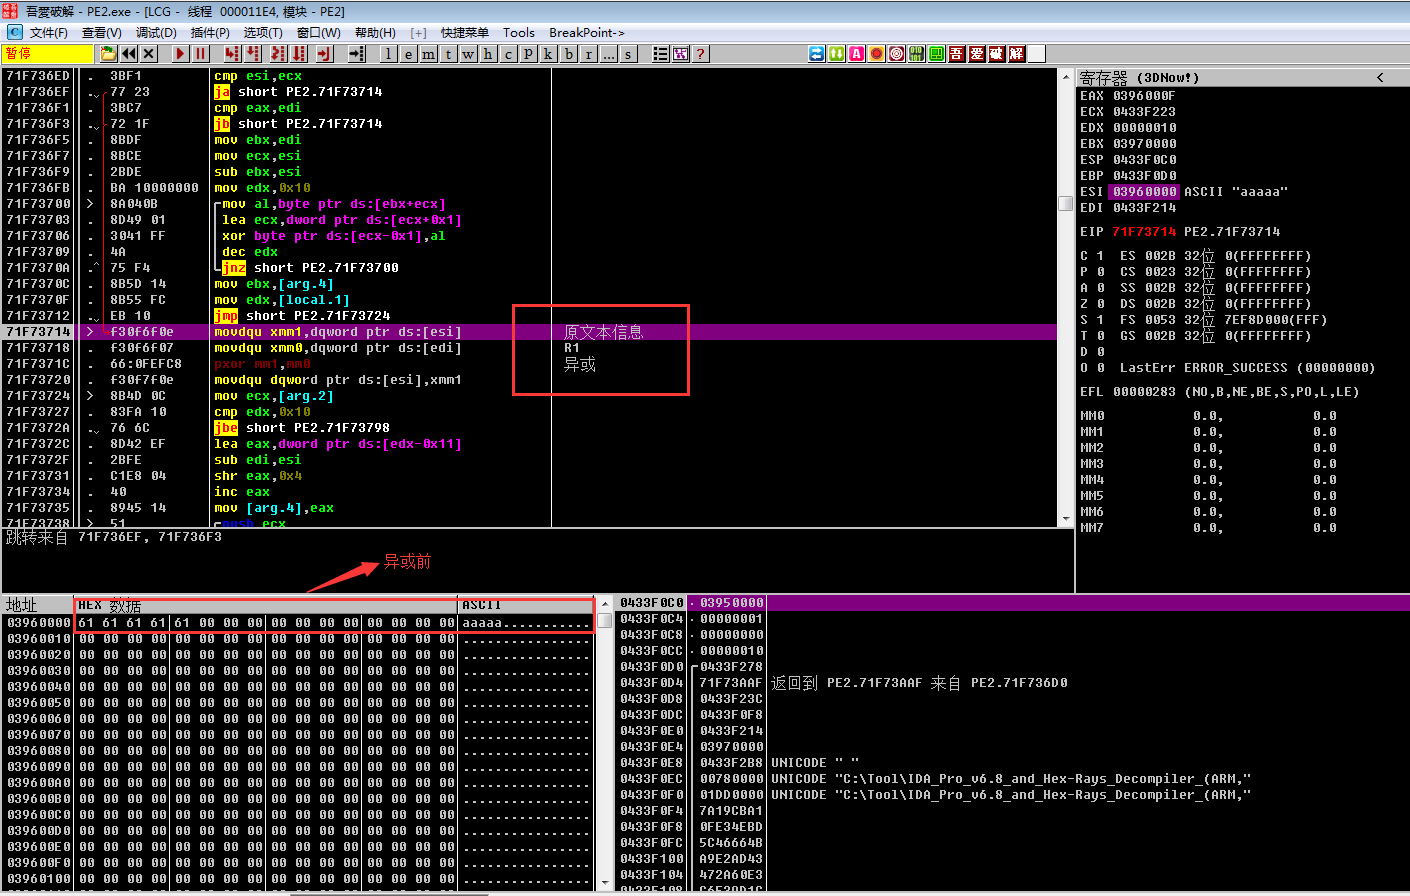 吾爱破解 - PE2.exe - [LCG - 线程 000011E4, 模块 - PE2]
文件(F) 查看(V) 调试(D) 插件(P) 选项(T) 窗口(W) 帮助(H) [+] 快捷菜单 Tools BreakPoint->
暂停 l e m t w h c p k b r ... s ? 吾 爱 破 解
71F736ED . 3BF1 cmp esi,ecx
71F736EF . 77 23 ja short PE2.71F73714
71F736F1 . 3BC7 cmp eax,edi
71F736F3 . 72 1F jb short PE2.71F73714
71F736F5 . 8BDF mov ebx,edi
71F736F7 . 8BCE mov ecx,esi
71F736F9 . 2BDE sub ebx,esi
71F736FB . BA 10000000 mov edx,0x10
71F73700 > 8A040B mov al,byte ptr ds:[ebx+ecx]
71F73703 . 8D49 01 lea ecx,dword ptr ds:[ecx+0x1]
71F73706 . 3041 FF xor byte ptr ds:[ecx-0x1],al
71F73709 . 4A dec edx
71F7370A .^ 75 F4 jnz short PE2.71F73700
71F7370C . 8B5D 14 mov ebx,[arg.4]
71F7370F . 8B55 FC mov edx,[local.1]
71F73712 . EB 10 jmp short PE2.71F73724
71F73714 > f30f6f0e movdqu xmm1,dqword ptr ds:[esi] 原文本信息
71F73718 . f30f6f07 movdqu xmm0,dqword ptr ds:[edi] R1
71F7371C . 66:0FEFC8 pxor mm1,mm0 异或
71F73720 . f30f7f0e movdqu dqword ptr ds:[esi],xmm1
71F73724 > 8B4D 0C mov ecx,[arg.2]
71F73727 . 83FA 10 cmp edx,0x10
71F7372A . 76 6C jbe short PE2.71F73798
71F7372C . 8D42 EF lea eax,dword ptr ds:[edx-0x11]
71F7372F . 2BFE sub edi,esi
71F73731 . C1E8 04 shr eax,0x4
71F73734 . 40 inc eax
71F73735 . 8945 14 mov [arg.4],eax
71F73738 > 51 push ecx
跳转来自 71F736EF, 71F736F3
异或前
寄存器 (3DNow!) <
EAX 0396000F
ECX 0433F223
EDX 00000010
EBX 03970000
ESP 0433F0C0
EBP 0433F0D0
ESI 03960000 ASCII "aaaaa"
EDI 0433F214
EIP 71F73714 PE2.71F73714
C 1 ES 002B 32位 0(FFFFFFFF)
P 0 CS 0023 32位 0(FFFFFFFF)
A 0 SS 002B 32位 0(FFFFFFFF)
Z 0 DS 002B 32位 0(FFFFFFFF)
S 1 FS 0053 32位 7EF8D000(FFF)
T 0 GS 002B 32位 0(FFFFFFFF)
D 0
O 0 LastErr ERROR_SUCCESS (00000000)
EFL 00000283 (NO,B,NE,BE,S,PO,L,LE)
MM0 0.0, 0.0
MM1 0.0, 0.0
MM2 0.0, 0.0
MM3 0.0, 0.0
MM4 0.0, 0.0
MM5 0.0, 0.0
MM6 0.0, 0.0
MM7 0.0, 0.0
地址 HEX 数据 ASCII
03960000 61 61 61 61 61 00 00 00 00 00 00 00 00 00 00 00 aaaaa...........
03960010 00 00 00 00 00 00 00 00 00 00 00 00 00 00 00 00 ................
03960020 00 00 00 00 00 00 00 00 00 00 00 00 00 00 00 00 ................
03960030 00 00 00 00 00 00 00 00 00 00 00 00 00 00 00 00 ................
03960040 00 00 00 00 00 00 00 00 00 00 00 00 00 00 00 00 ................
03960050 00 00 00 00 00 00 00 00 00 00 00 00 00 00 00 00 ................
03960060 00 00 00 00 00 00 00 00 00 00 00 00 00 00 00 00 ................
03960070 00 00 00 00 00 00 00 00 00 00 00 00 00 00 00 00 ................
03960080 00 00 00 00 00 00 00 00 00 00 00 00 00 00 00 00 ................
03960090 00 00 00 00 00 00 00 00 00 00 00 00 00 00 00 00 ................
039600A0 00 00 00 00 00 00 00 00 00 00 00 00 00 00 00 00 ................
039600B0 00 00 00 00 00 00 00 00 00 00 00 00 00 00 00 00 ................
039600C0 00 00 00 00 00 00 00 00 00 00 00 00 00 00 00 00 ................
039600D0 00 00 00 00 00 00 00 00 00 00 00 00 00 00 00 00 ................
039600E0 00 00 00 00 00 00 00 00 00 00 00 00 00 00 00 00 ................
039600F0 00 00 00 00 00 00 00 00 00 00 00 00 00 00 00 00 ................
03960100 00 00 00 00 00 00 00 00 00 00 00 00 00 00 00 00 ................
0433F0C0 03950000
0433F0C4 00000001
0433F0C8 00000000
0433F0CC 00000010
0433F0D0 0433F278
0433F0D4 71F73AAF 返回到 PE2.71F73AAF 来自 PE2.71F736D0
0433F0D8 0433F23C
0433F0DC 0433F0F8
0433F0E0 0433F214
0433F0E4 03970000
0433F0E8 0433F2B8 UNICODE " "
0433F0EC 00780000 UNICODE "C:\Tool\IDA_Pro_v6.8_and_Hex-Rays_Decompiler_(ARM,"
0433F0F0 01DD0000 UNICODE "C:\Tool\IDA_Pro_v6.8_and_Hex-Rays_Decompiler_(ARM,"
0433F0F4 7A19CBA1
0433F0F8 0FE34EBD
0433F0FC 5C46664B
0433F100 A9E2AD43
0433F104 472A60E3